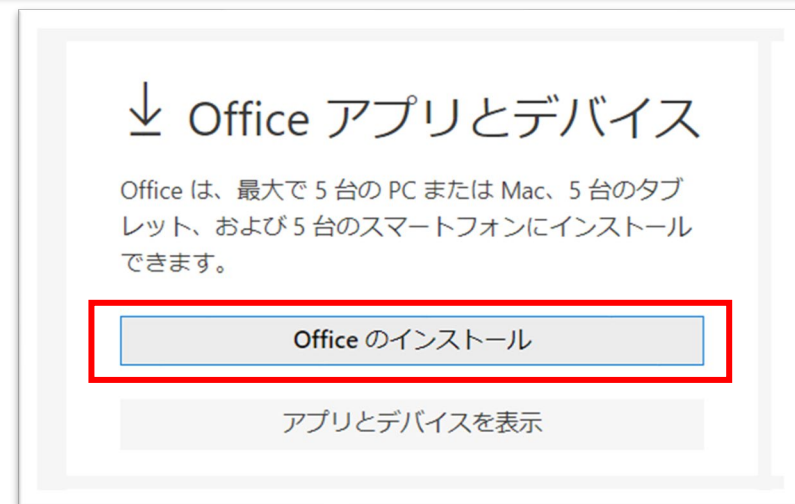 Office アプリとデバイス
Office は、最大で 5 台の PC または Mac、5 台のタブ
レット、および 5 台のスマートフォンにインストール
できます。
Office のインストール
アプリとデバイスを表示